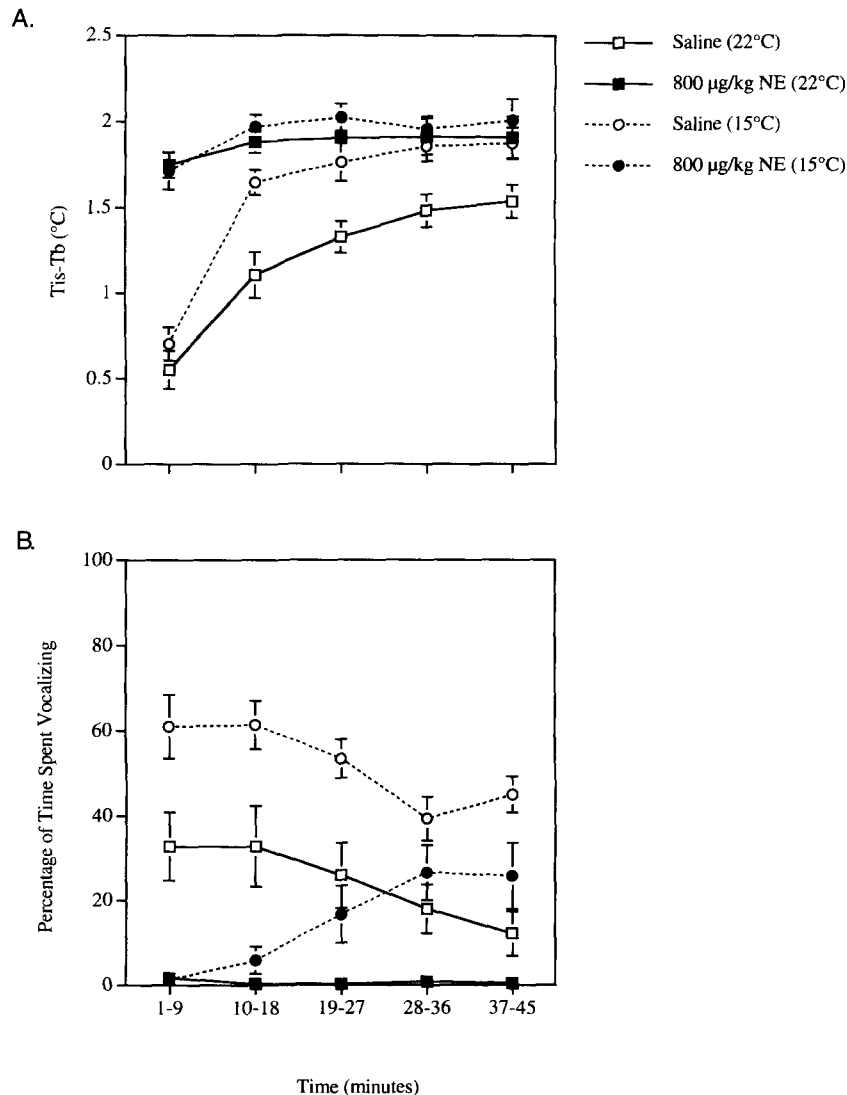 A.
2.5
2
1.5
1
0.5
0
Tis-Tb (°C)
Saline (22°C)
800 µg/kg NE (22°C)
Saline (15°C)
800 µg/kg NE (15°C)
B.
100
80
60
40
20
0
Percentage of Time Spent Vocalizing
1-9 10-18 19-27 28-36 37-45
Time (minutes)